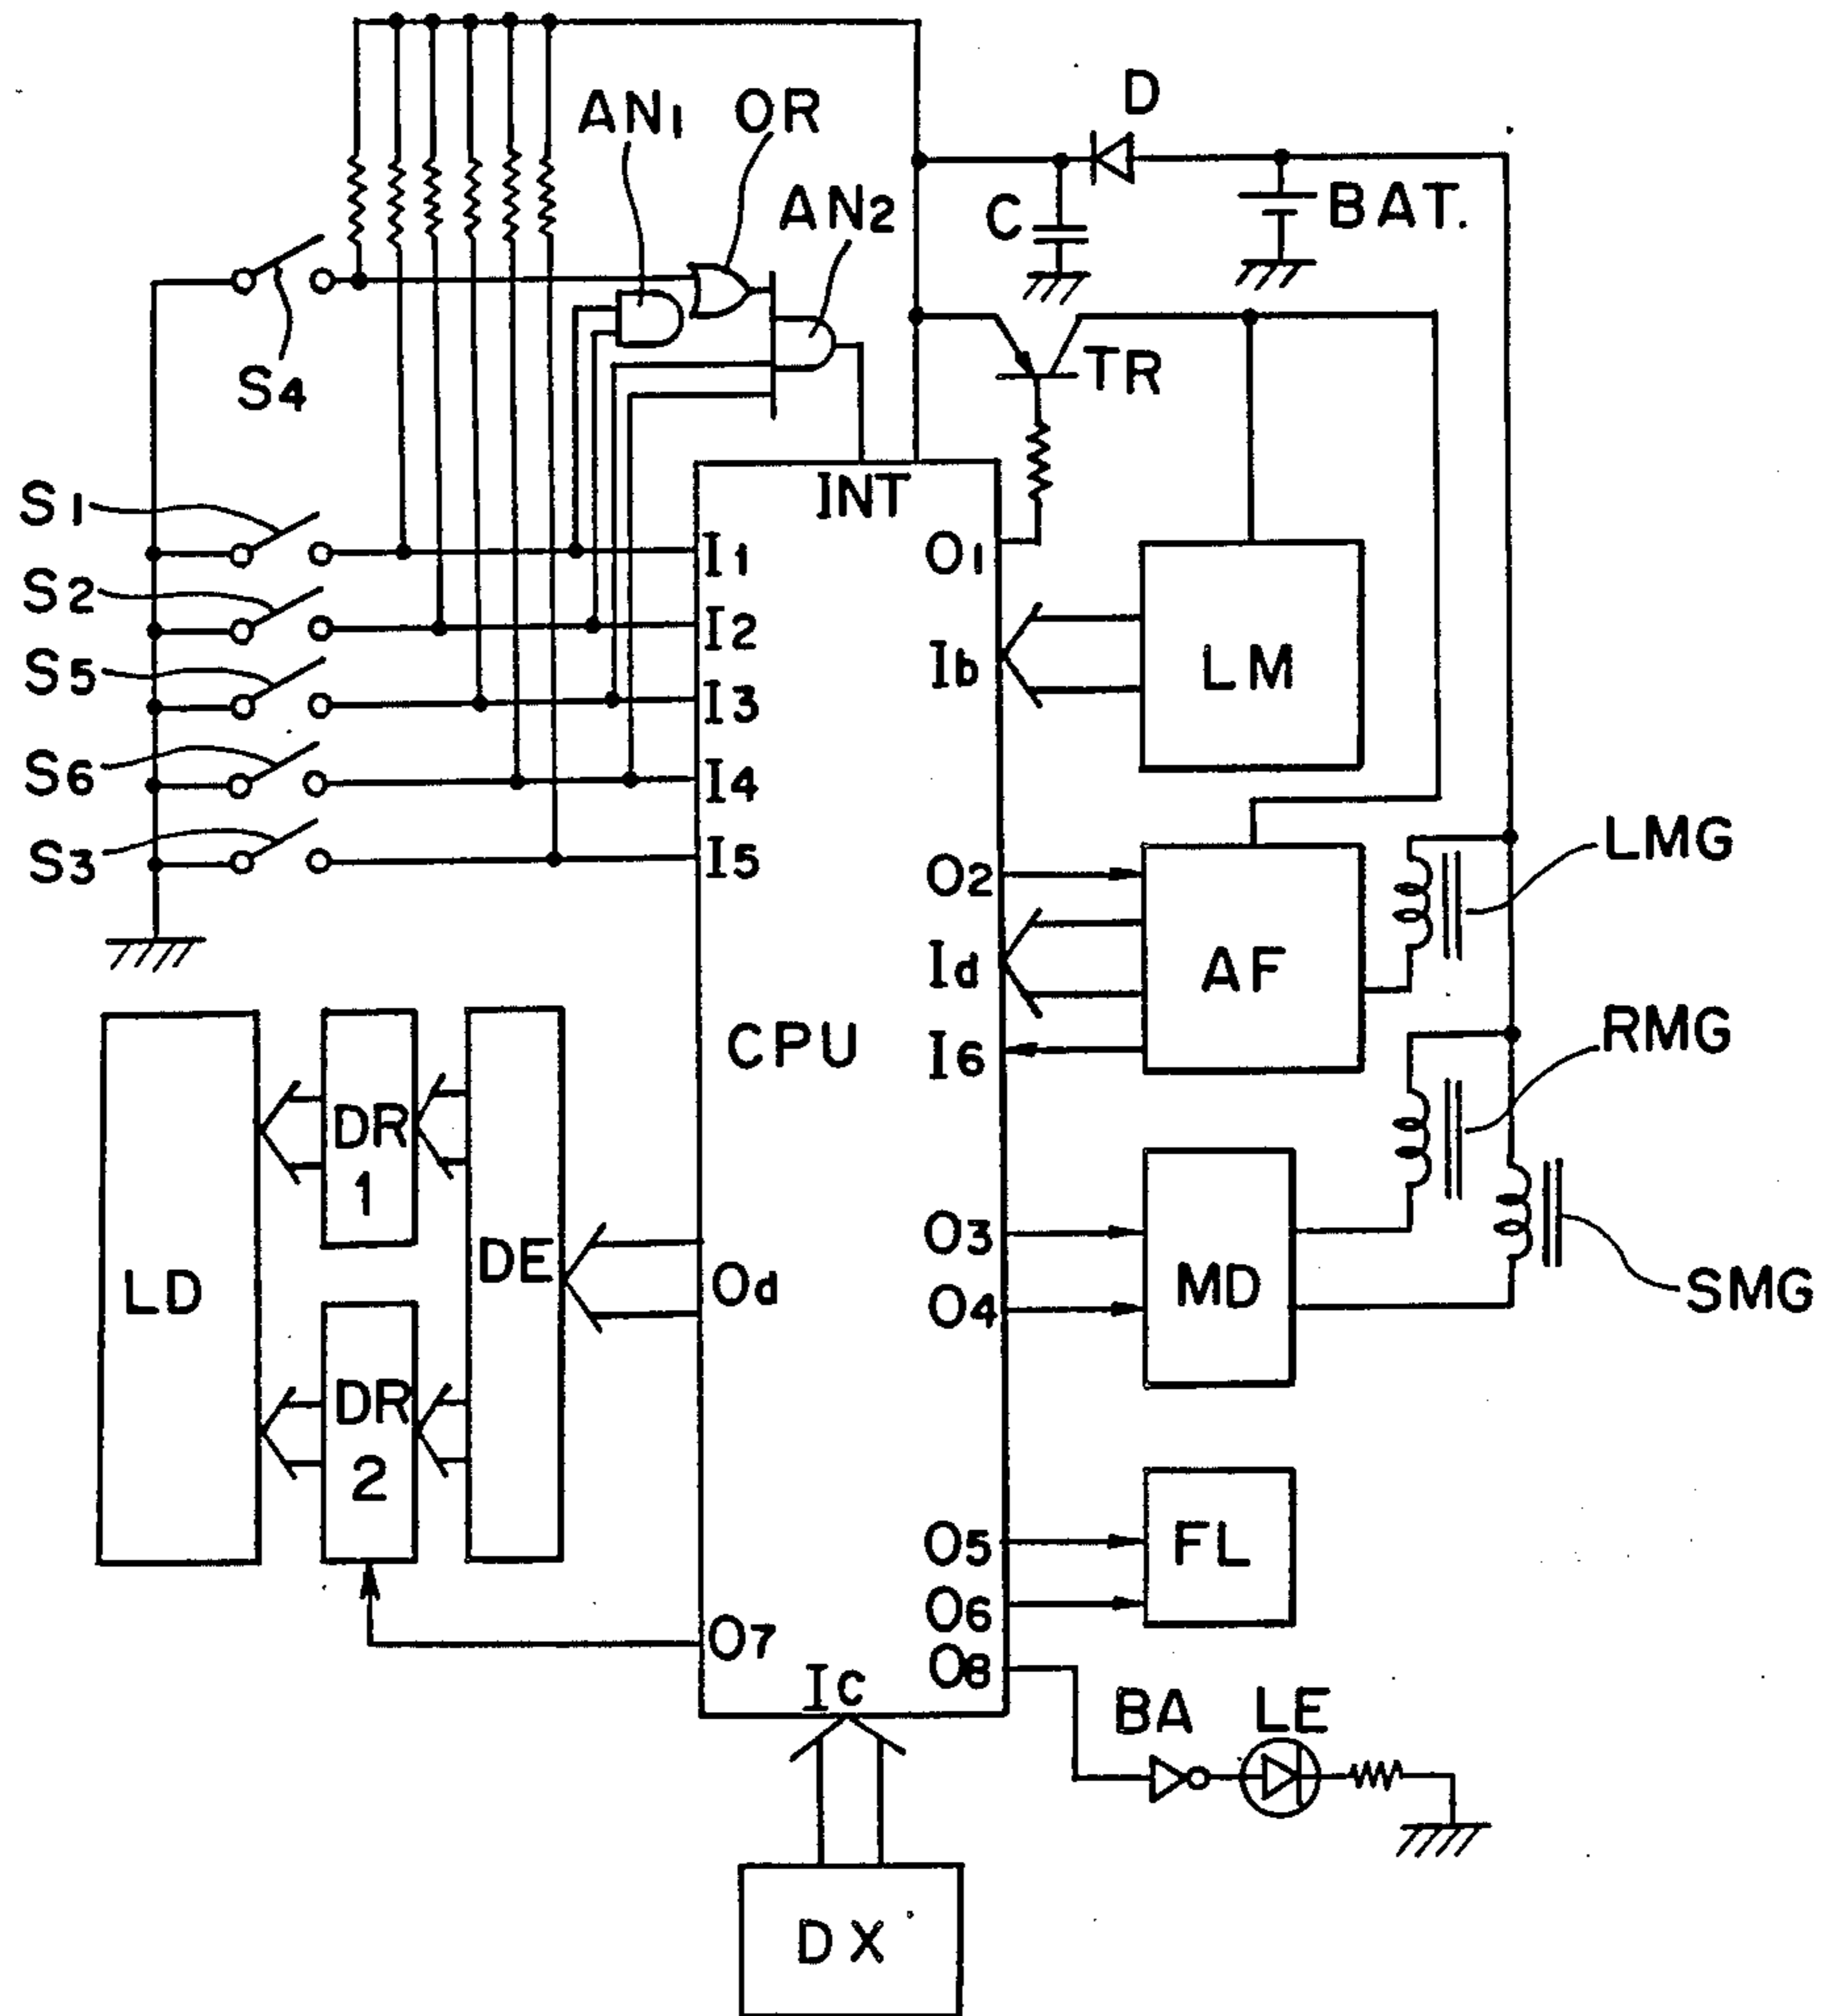 D
AN1 OR
AN2
C
BAT.
S4
TR
S1
INT
I1
O1
S2
I2
Ib
LM
S5
I3
S6
I4
LMG
S3
I5
O2
Id
AF
RMG
CPU
I6
DR
1
O3
DE
LD
Od
MD
O4
SMG
DR
2
O5
FL
O6
O7
O8
IC
BA LE
DX